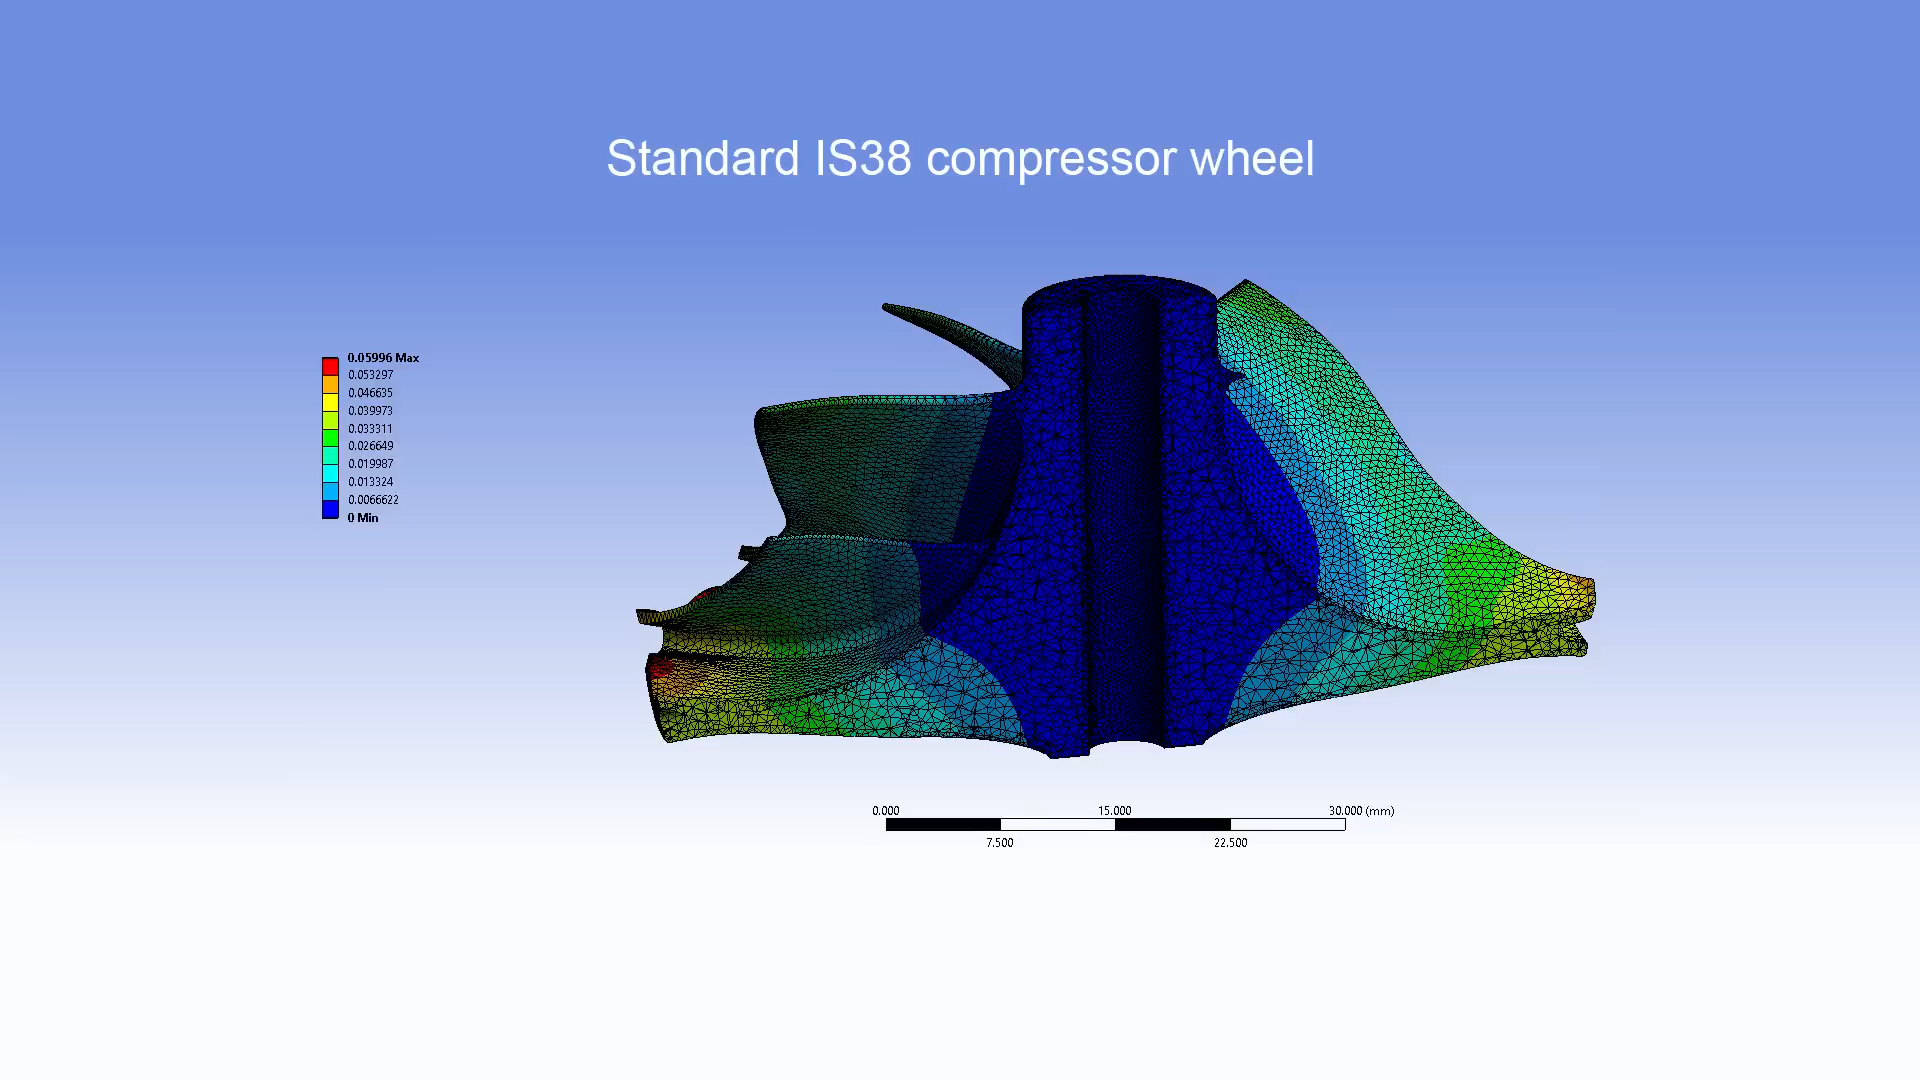 Standard IS38 compressor wheel
0.05996 Max
0.053297
0.046635
0.039973
0.033311
0.026649
0.019987
0.013324
0.0066622
0 Min
0.000 15.000 30.000 (mm)
7.500 22.500